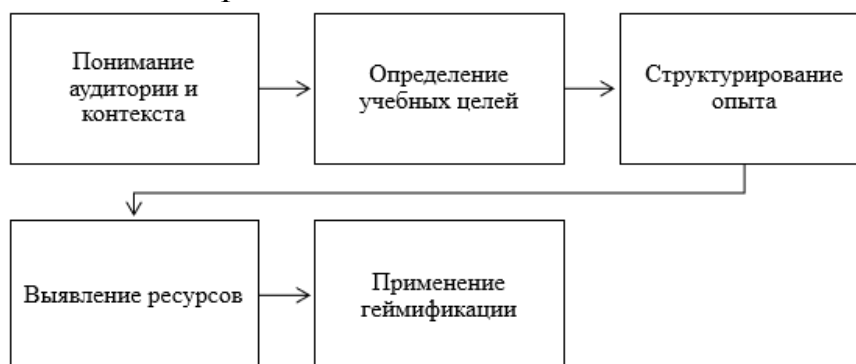 Понимание
аудитории и
контекста
Определение
учебных целей
Структурирование
опыта
Выявление ресурсов
Применение
геймификации